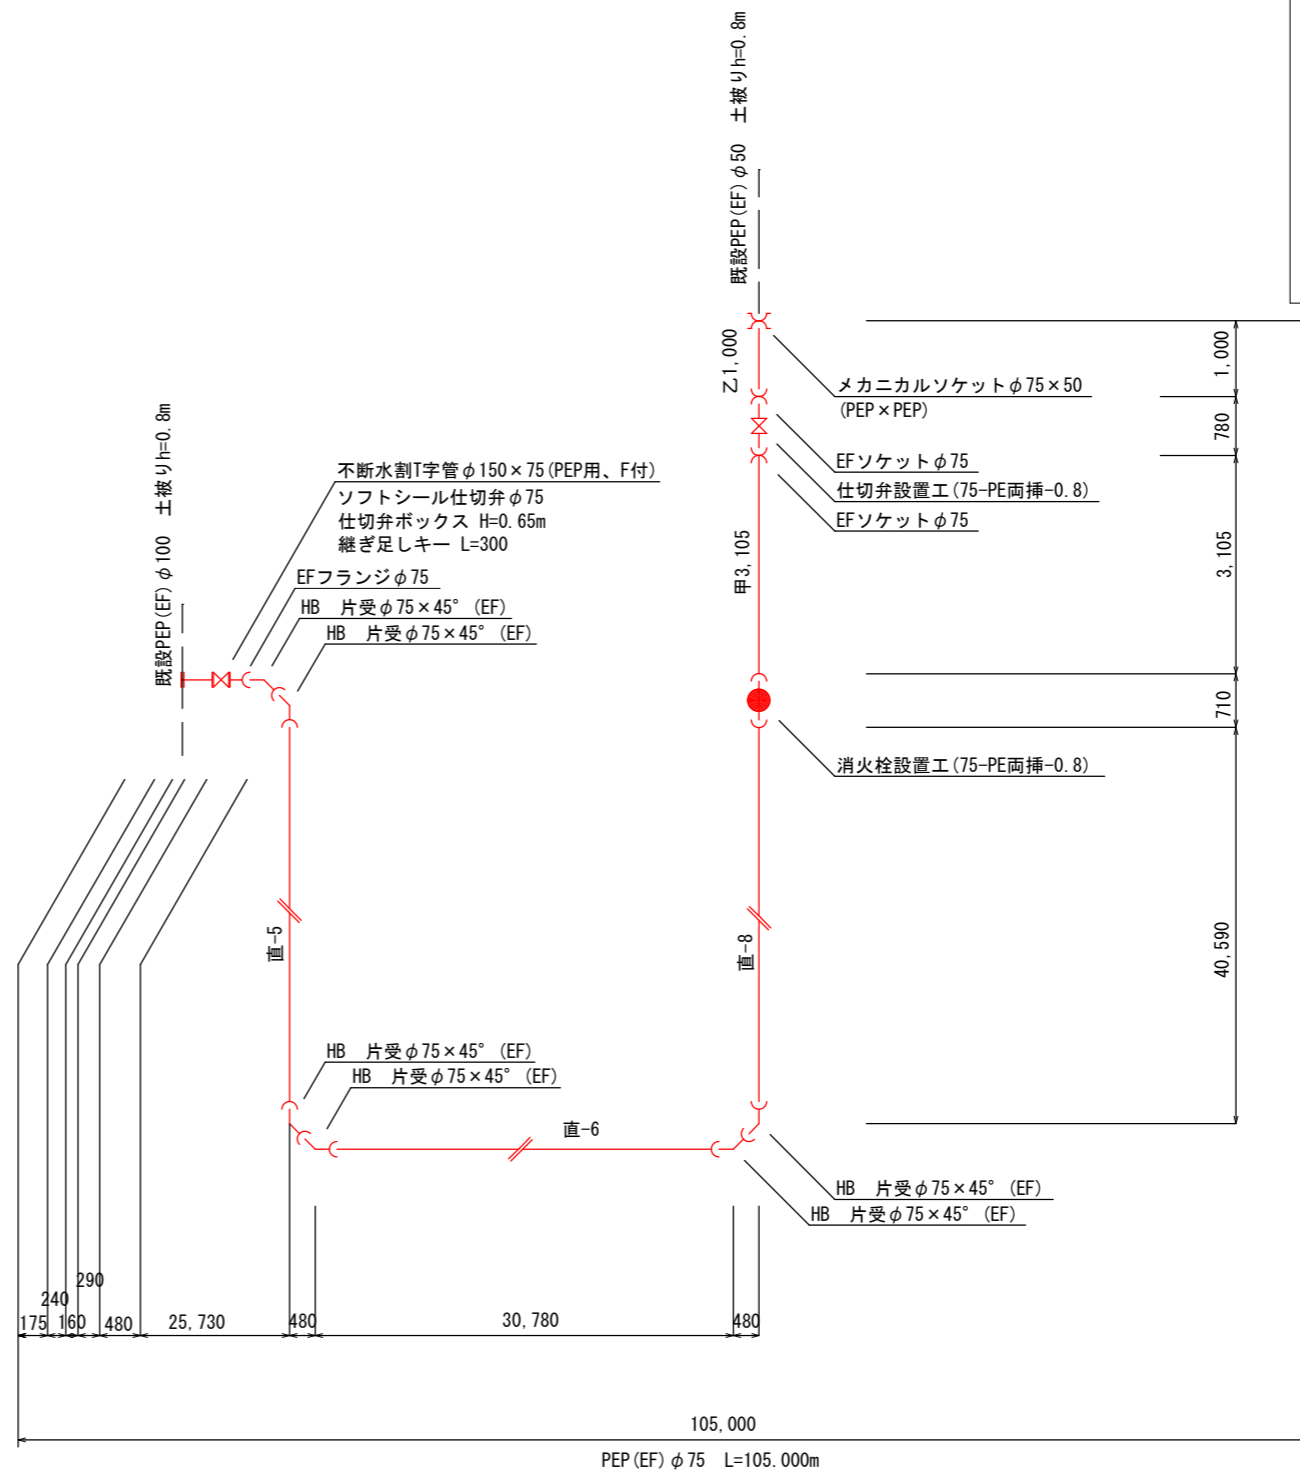 既設PEP(EF)φ50 土被りh=0.8m
乙1,000
メカニカルソケットφ75×50
(PEP×PEP)
1,000
780
EFソケットφ75
仕切弁設置工(75-PE両挿-0.8)
EFソケットφ75
甲3,105
3,105
710
消火栓設置工(75-PE両挿-0.8)
既設PEP(EF)φ100 土被りh=0.8m
不断水割T字管φ150×75(PEP用、F付)
ソフトシール仕切弁φ75
仕切弁ボックス H=0.65m
継ぎ足しキー L=300
EFフランジφ75
HB 片受φ75×45°(EF)
HB 片受φ75×45°(EF)
直-5
直-8
40,590
HB 片受φ75×45°(EF)
HB 片受φ75×45°(EF)
直-6
HB 片受φ75×45°(EF)
HB 片受φ75×45°(EF)
290
240
175
160
480
25,730
480
30,780
480
105,000
PEP(EF)φ75 L=105.000m